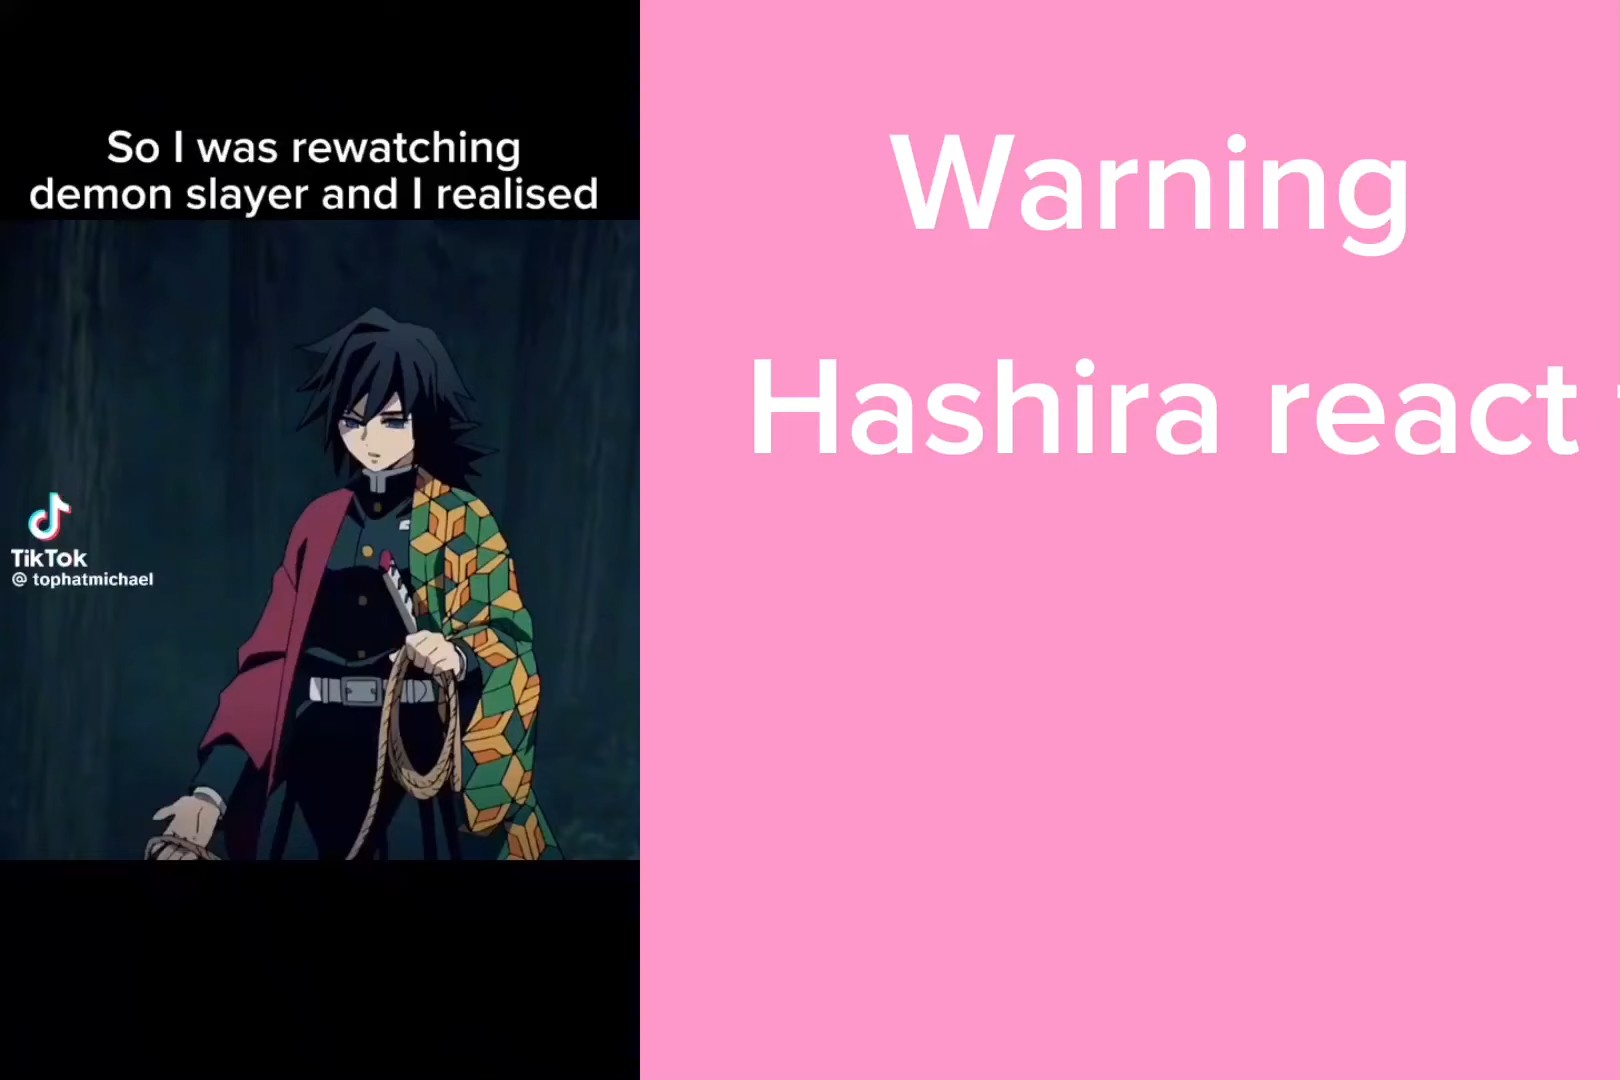 So I was rewatching
demon slayer and I realised
TikTok
@ tophatmichael
Warning
Hashira react